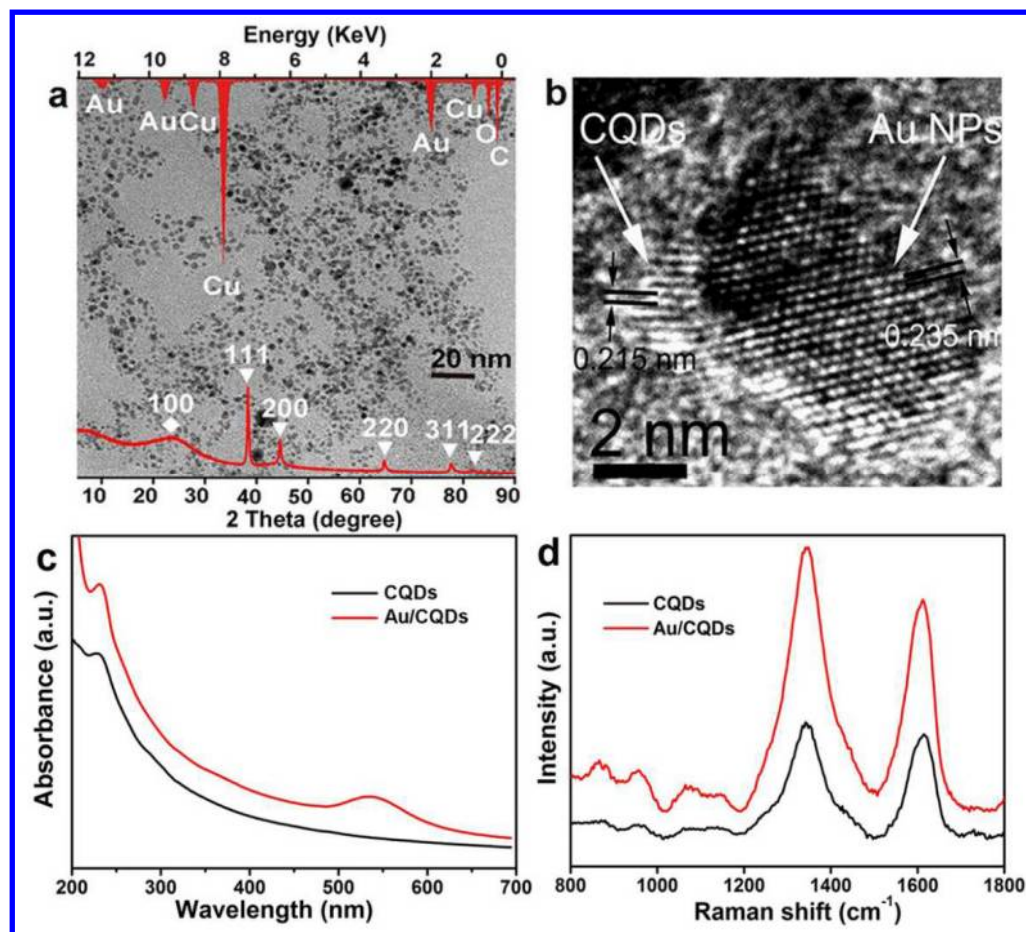 Energy (KeV)
12 10 8 6 4 2 0
a
Au
Au Cu
Cu
Au
Cu
O
C
20 nm
100
111
200
220
311
222
10 20 30 40 50 60 70 80 90
2 Theta (degree)
b
CQDs
Au NPs
0.215 nm
0.235 nm
2 nm
c
CQDs
Au/CQDs
Absorbance (a.u.)
200 300 400 500 600 700
Wavelength (nm)
d
CQDs
Au/CQDs
Intensity (a.u.)
800 1000 1200 1400 1600 1800
Raman shift (cm⁻¹)